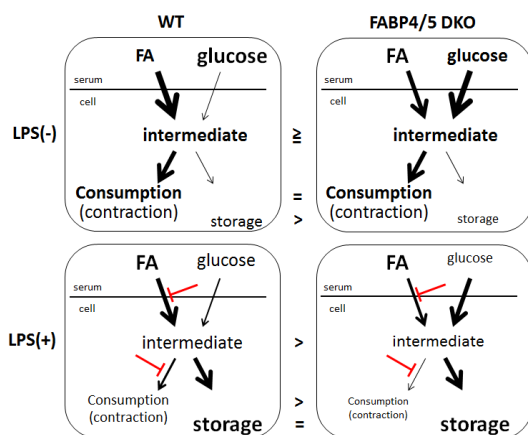 WT FABP4/5 DKO
FA glucose FA glucose
serum serum
cell cell
LPS(-)
intermediate ≥ intermediate
Consumption = Consumption
(contraction) (contraction)
storage > storage
FA glucose FA glucose
serum serum
cell cell
LPS(+)
intermediate > intermediate
Consumption Consumption
(contraction) > (contraction)
storage = storage